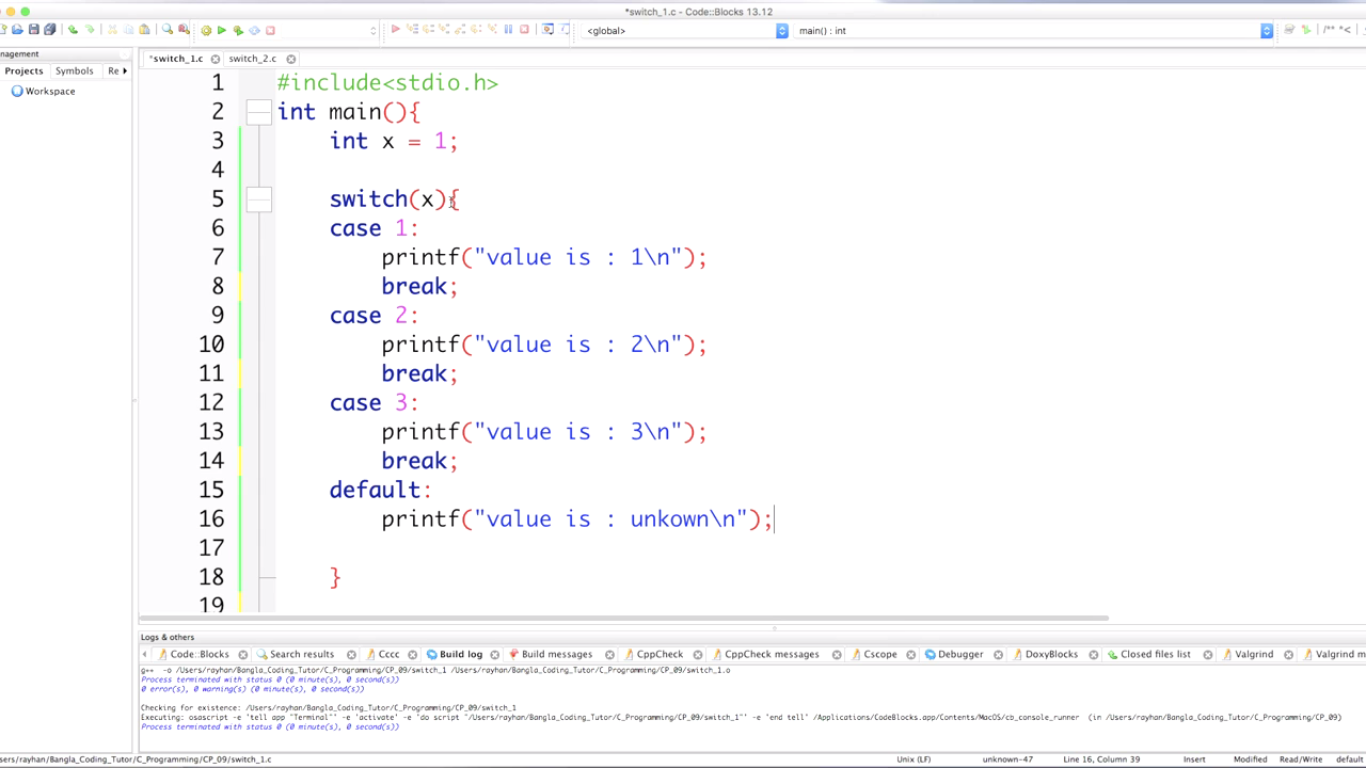 *switch_1.c - Code::Blocks 13.12
<global>
main() : int
/** *<
nagement
Projects Symbols Re
Workspace
*switch_1.c switch_2.c
1 #include<stdio.h>
2 int main(){
3 int x = 1;
4
5 switch(x){
6 case 1:
7 printf("value is : 1\n");
8 break;
9 case 2:
10 printf("value is : 2\n");
11 break;
12 case 3:
13 printf("value is : 3\n");
14 break;
15 default:
16 printf("value is : unkown\n");
17
18 }
19
Logs & others
Code::Blocks Search results Cccc Build log Build messages CppCheck CppCheck messages Cscope Debugger DoxyBlocks Closed files list Valgrind Valgrind m
g++ -o /Users/rayhan/Bangla_Coding_Tutor/C_Programming/CP_09/switch_1 /Users/rayhan/Bangla_Coding_Tutor/C_Programming/CP_09/switch_1.o
Process terminated with status 0 (0 minute(s), 0 second(s))
0 error(s), 0 warning(s) (0 minute(s), 0 second(s))
Checking for existence: /Users/rayhan/Bangla_Coding_Tutor/C_Programming/CP_09/switch_1
Executing: osascript -e 'tell app "Terminal"' -e 'activate' -e 'do script "/Users/rayhan/Bangla_Coding_Tutor/C_Programming/CP_09/switch_1"' -e 'end tell' /Applications/CodeBlocks.app/Contents/MacOS/cb_console_runner (in /Users/rayhan/Bangla_Coding_Tutor/C_Programming/CP_09)
Process terminated with status 0 (0 minute(s), 0 second(s))
sers/rayhan/Bangla_Coding_Tutor/C_Programming/CP_09/switch_1.c Unix (LF) unknown-47 Line 16, Column 39 Insert Modified Read/Write default